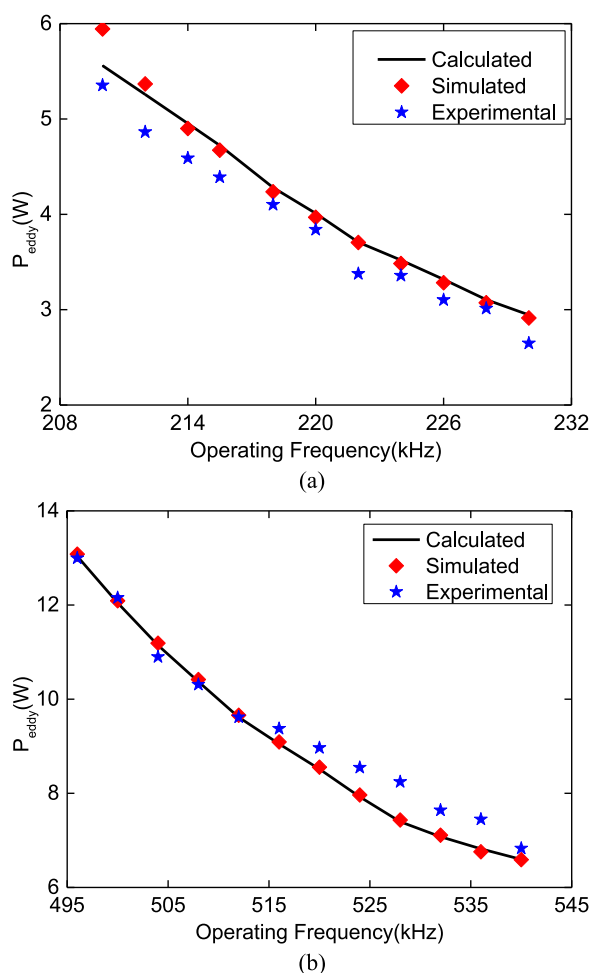 6
5
4
3
2
P_eddy(W)
Calculated
Simulated
Experimental
208 214 220 226 232
Operating Frequency(kHz)
(a)
14
12
10
8
6
P_eddy(W)
Calculated
Simulated
Experimental
495 505 515 525 535 545
Operating Frequency(kHz)
(b)